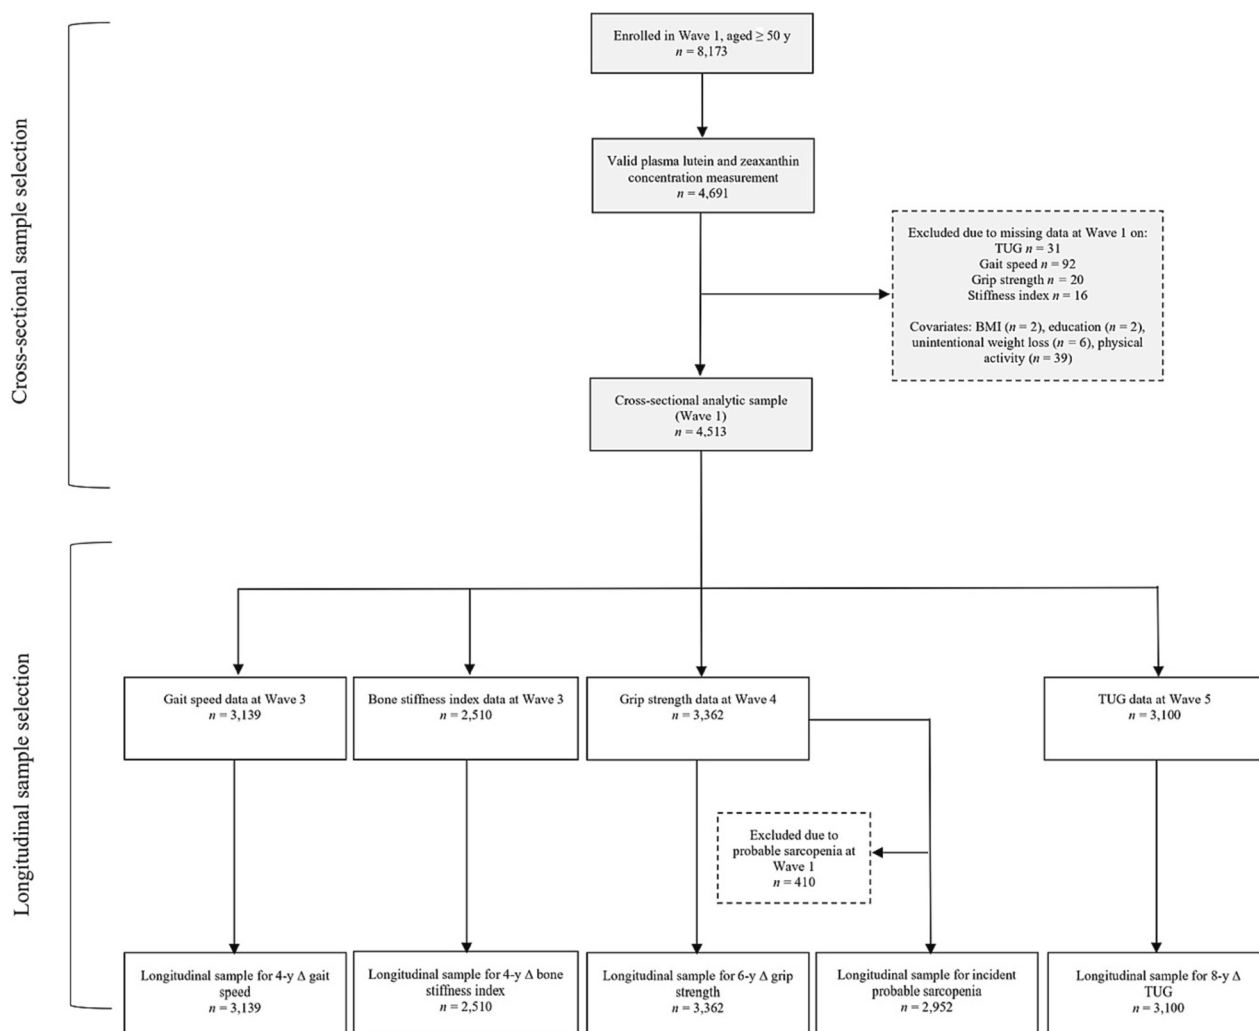 Cross-sectional sample selection
Enrolled in Wave 1, aged ≥ 50 y
n = 8,173
Valid plasma lutein and zeaxanthin
concentration measurement
n = 4,691
Excluded due to missing data at Wave 1 on:
TUG n = 31
Gait speed n = 92
Grip strength n = 20
Stiffness index n = 16
Covariates: BMI (n = 2), education (n = 2),
unintentional weight loss (n = 6), physical
activity (n = 39)
Cross-sectional analytic sample
(Wave 1)
n = 4,513
Longitudinal sample selection
Gait speed data at Wave 3
n = 3,139
Bone stiffness index data at Wave 3
n = 2,510
Grip strength data at Wave 4
n = 3,362
TUG data at Wave 5
n = 3,100
Excluded due to
probable sarcopenia at
Wave 1
n = 410
Longitudinal sample for 4-y Δ gait
speed
n = 3,139
Longitudinal sample for 4-y Δ bone
stiffness index
n = 2,510
Longitudinal sample for 6-y Δ grip
strength
n = 3,362
Longitudinal sample for incident
probable sarcopenia
n = 2,952
Longitudinal sample for 8-y Δ
TUG
n = 3,100